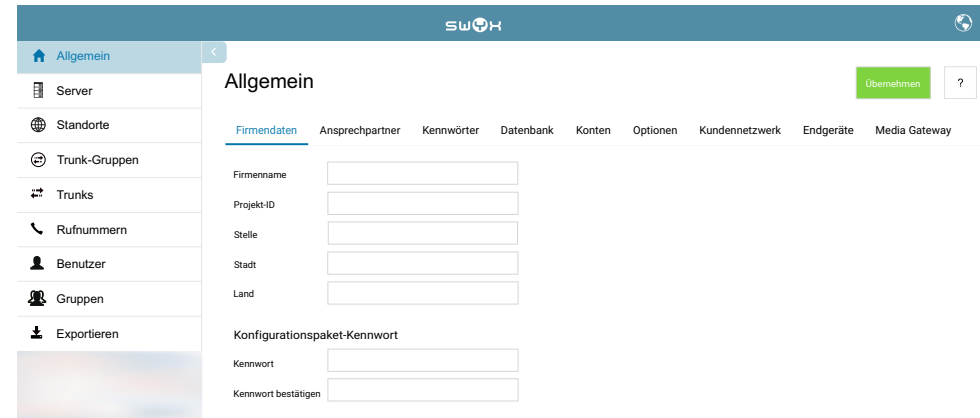 swyx
Allgemein
Server
Standorte
Trunk-Gruppen
Trunks
Rufnummern
Benutzer
Gruppen
Exportieren
Allgemein
Übernehmen
?
Firmendaten Ansprechpartner Kennwörter Datenbank Konten Optionen Kundennetzwerk Endgeräte Media Gateway
Firmenname
Projekt-ID
Stelle
Stadt
Land
Konfigurationspaket-Kennwort
Kennwort
Kennwort bestätigen